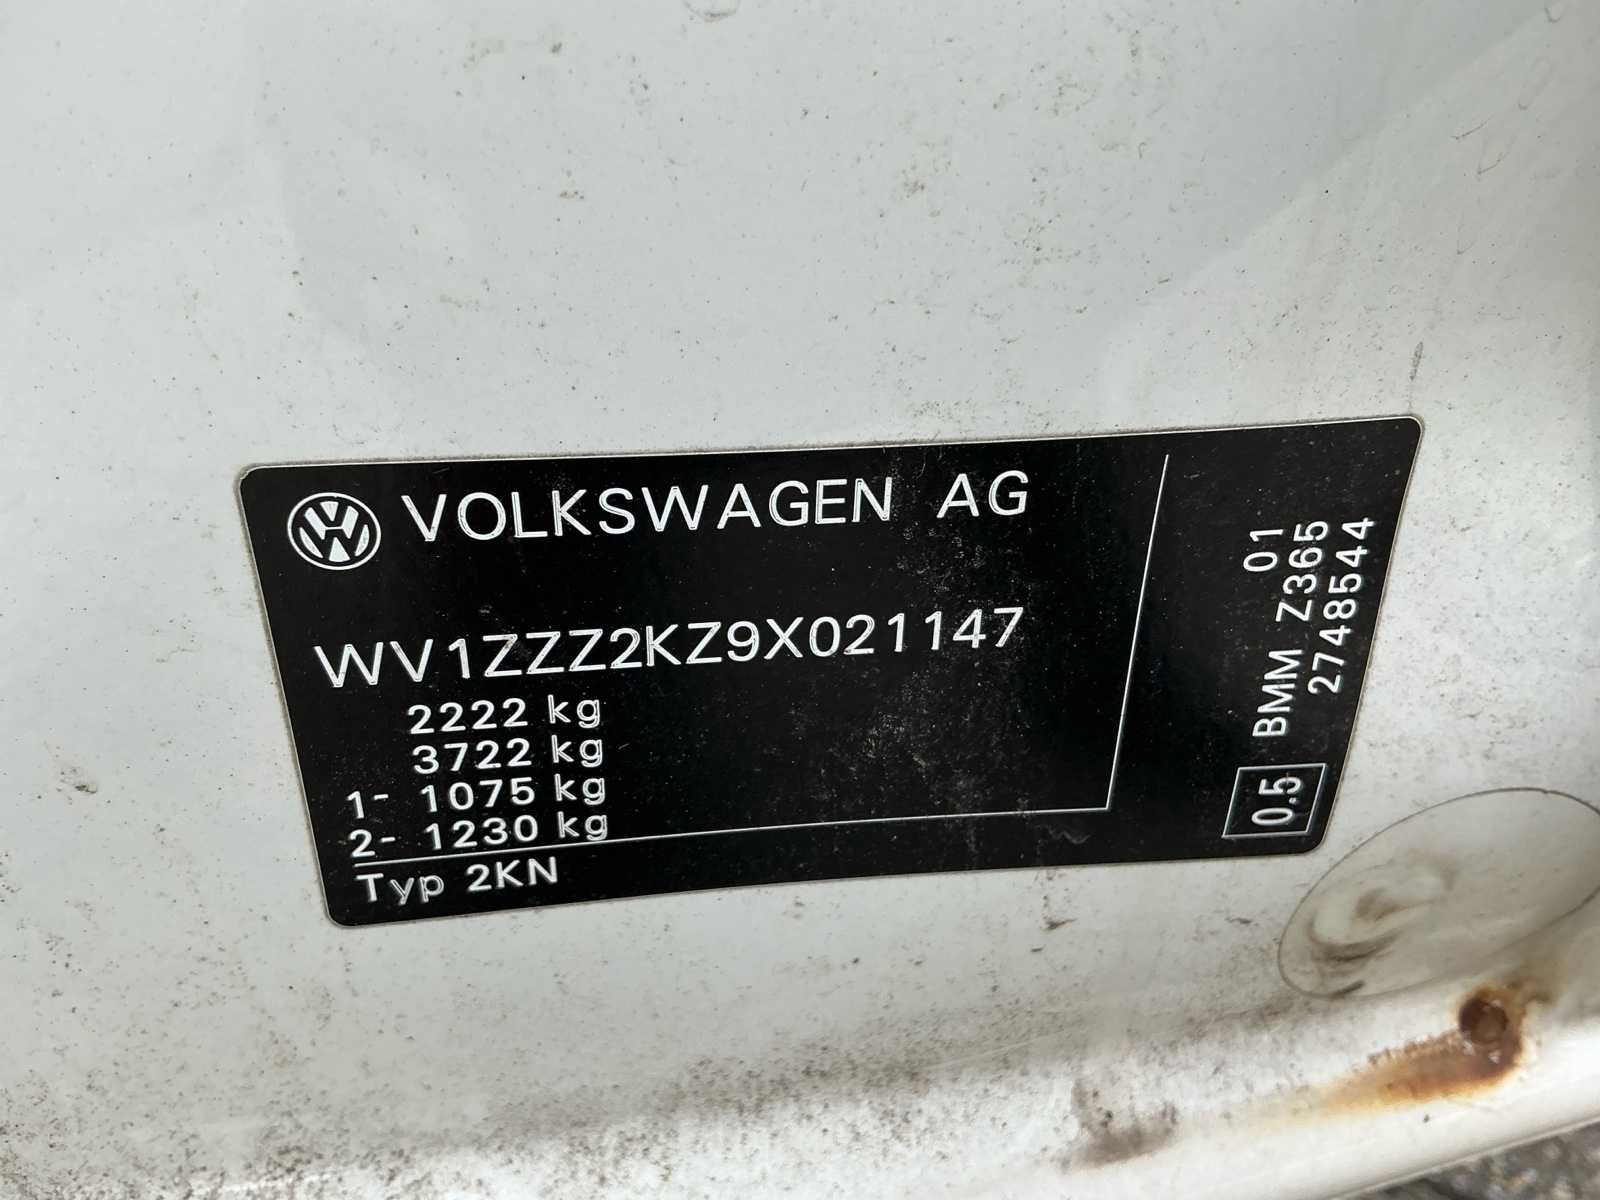 VOLKSWAGEN AG
WV1ZZZ2KZ9X021147
2222 kg
3722 kg
1- 1075 kg
2- 1230 kg
Typ 2KN
01
BMM Z365
2748544
0.5